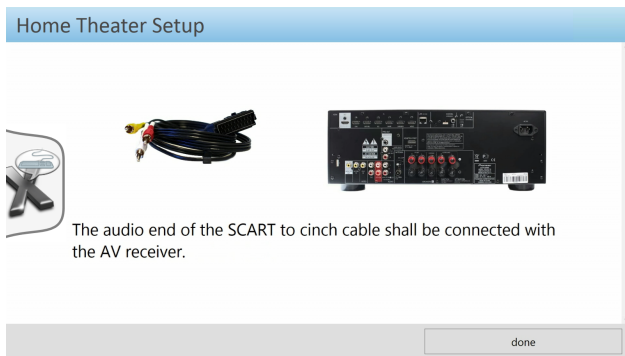 Home Theater Setup
The audio end of the SCART to cinch cable shall be connected with
the AV receiver.
done